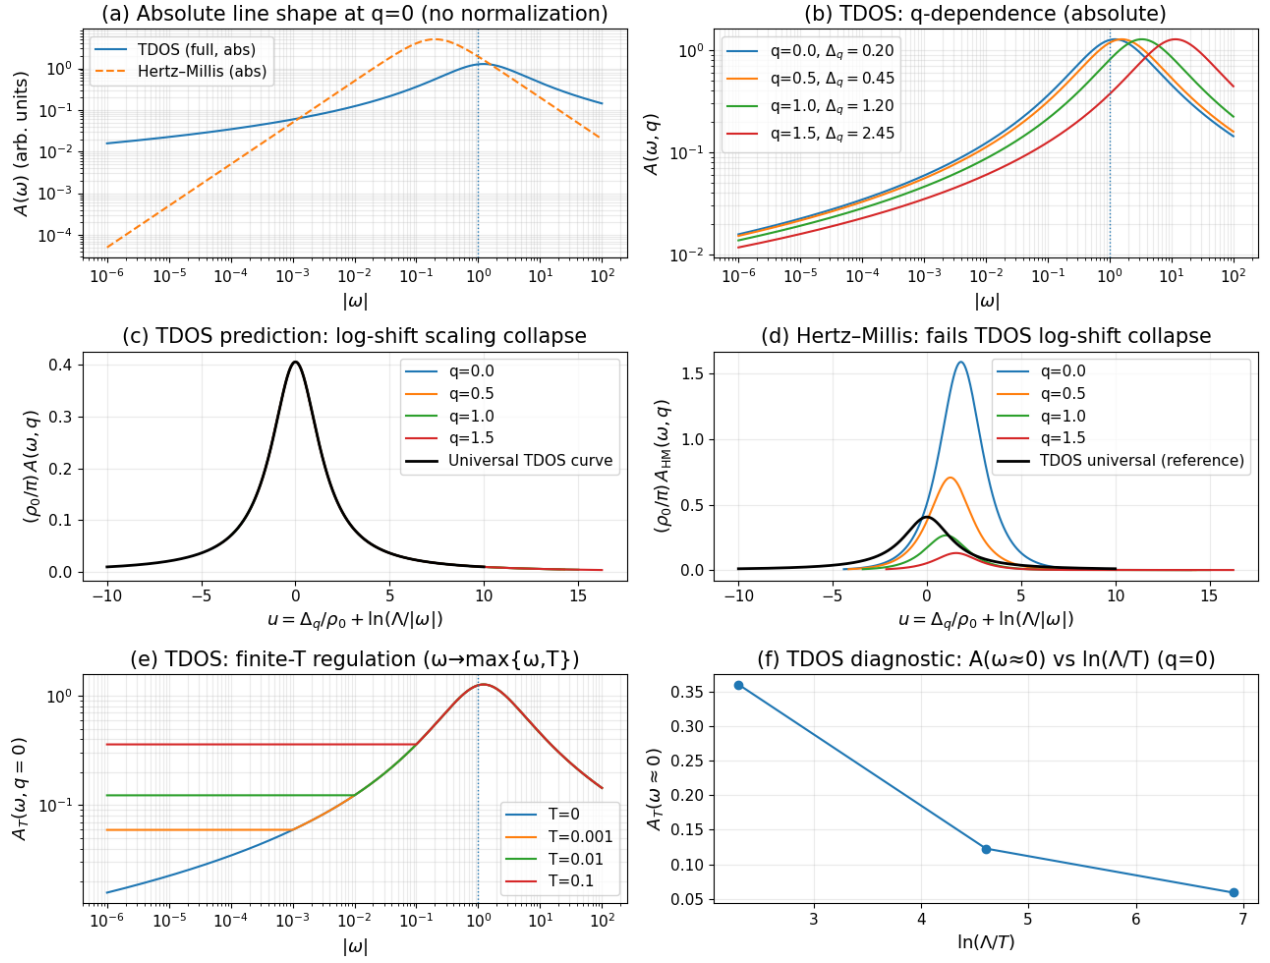 (a) Absolute line shape at q=0 (no normalization)
TDOS (full, abs)
Hertz–Millis (abs)
A(ω) (arb. units)
10⁰
10⁻¹
10⁻²
10⁻³
10⁻⁴
10⁻⁶ 10⁻⁵ 10⁻⁴ 10⁻³ 10⁻² 10⁻¹ 10⁰ 10¹ 10²
|ω|
(b) TDOS: q-dependence (absolute)
q=0.0, Δ_q = 0.20
q=0.5, Δ_q = 0.45
q=1.0, Δ_q = 1.20
q=1.5, Δ_q = 2.45
A(ω, q)
10⁰
10⁻¹
10⁻²
10⁻⁶ 10⁻⁵ 10⁻⁴ 10⁻³ 10⁻² 10⁻¹ 10⁰ 10¹ 10²
|ω|
(c) TDOS prediction: log-shift scaling collapse
q=0.0
q=0.5
q=1.0
q=1.5
Universal TDOS curve
(ρ₀/π) A(ω, q)
0.4
0.3
0.2
0.1
0.0
−10 −5 0 5 10 15
u = Δ_q/ρ₀ + ln(Λ/|ω|)
(d) Hertz–Millis: fails TDOS log-shift collapse
q=0.0
q=0.5
q=1.0
q=1.5
TDOS universal (reference)
(ρ₀/π) A_HM(ω, q)
1.5
1.0
0.5
0.0
−10 −5 0 5 10 15
u = Δ_q/ρ₀ + ln(Λ/|ω|)
(e) TDOS: finite-T regulation (ω→max{ω,T})
T=0
T=0.001
T=0.01
T=0.1
A_T(ω, q = 0)
10⁰
10⁻¹
10⁻⁶ 10⁻⁵ 10⁻⁴ 10⁻³ 10⁻² 10⁻¹ 10⁰ 10¹ 10²
|ω|
(f) TDOS diagnostic: A(ω≈0) vs ln(Λ/T) (q=0)
A_T(ω ≈ 0)
0.35
0.30
0.25
0.20
0.15
0.10
0.05
3 4 5 6 7
ln(Λ/T)